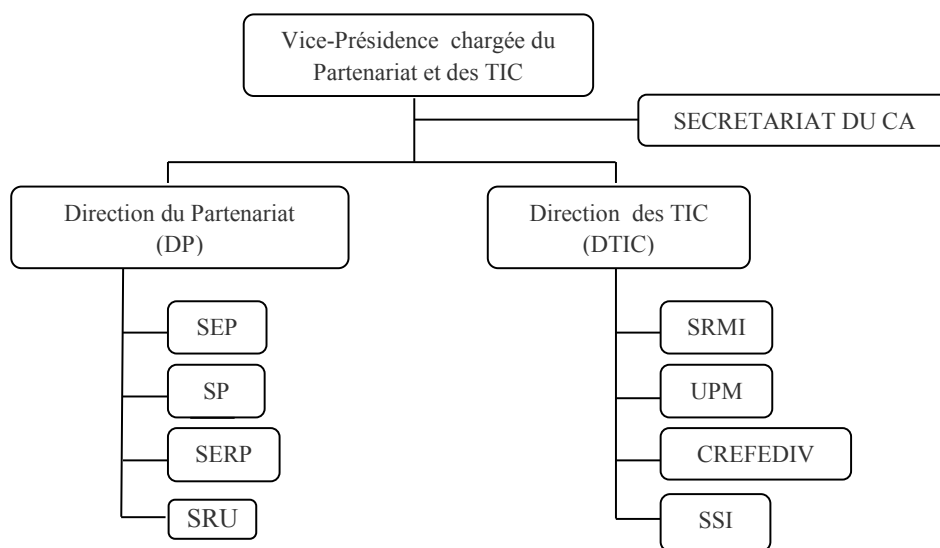 Vice-Présidence chargée du
Partenariat et des TIC
SECRETARIAT DU CA
Direction du Partenariat
(DP)
Direction des TIC
(DTIC)
SEP
SP
SERP
SRU
SRMI
UPM
CREFEDIV
SSI